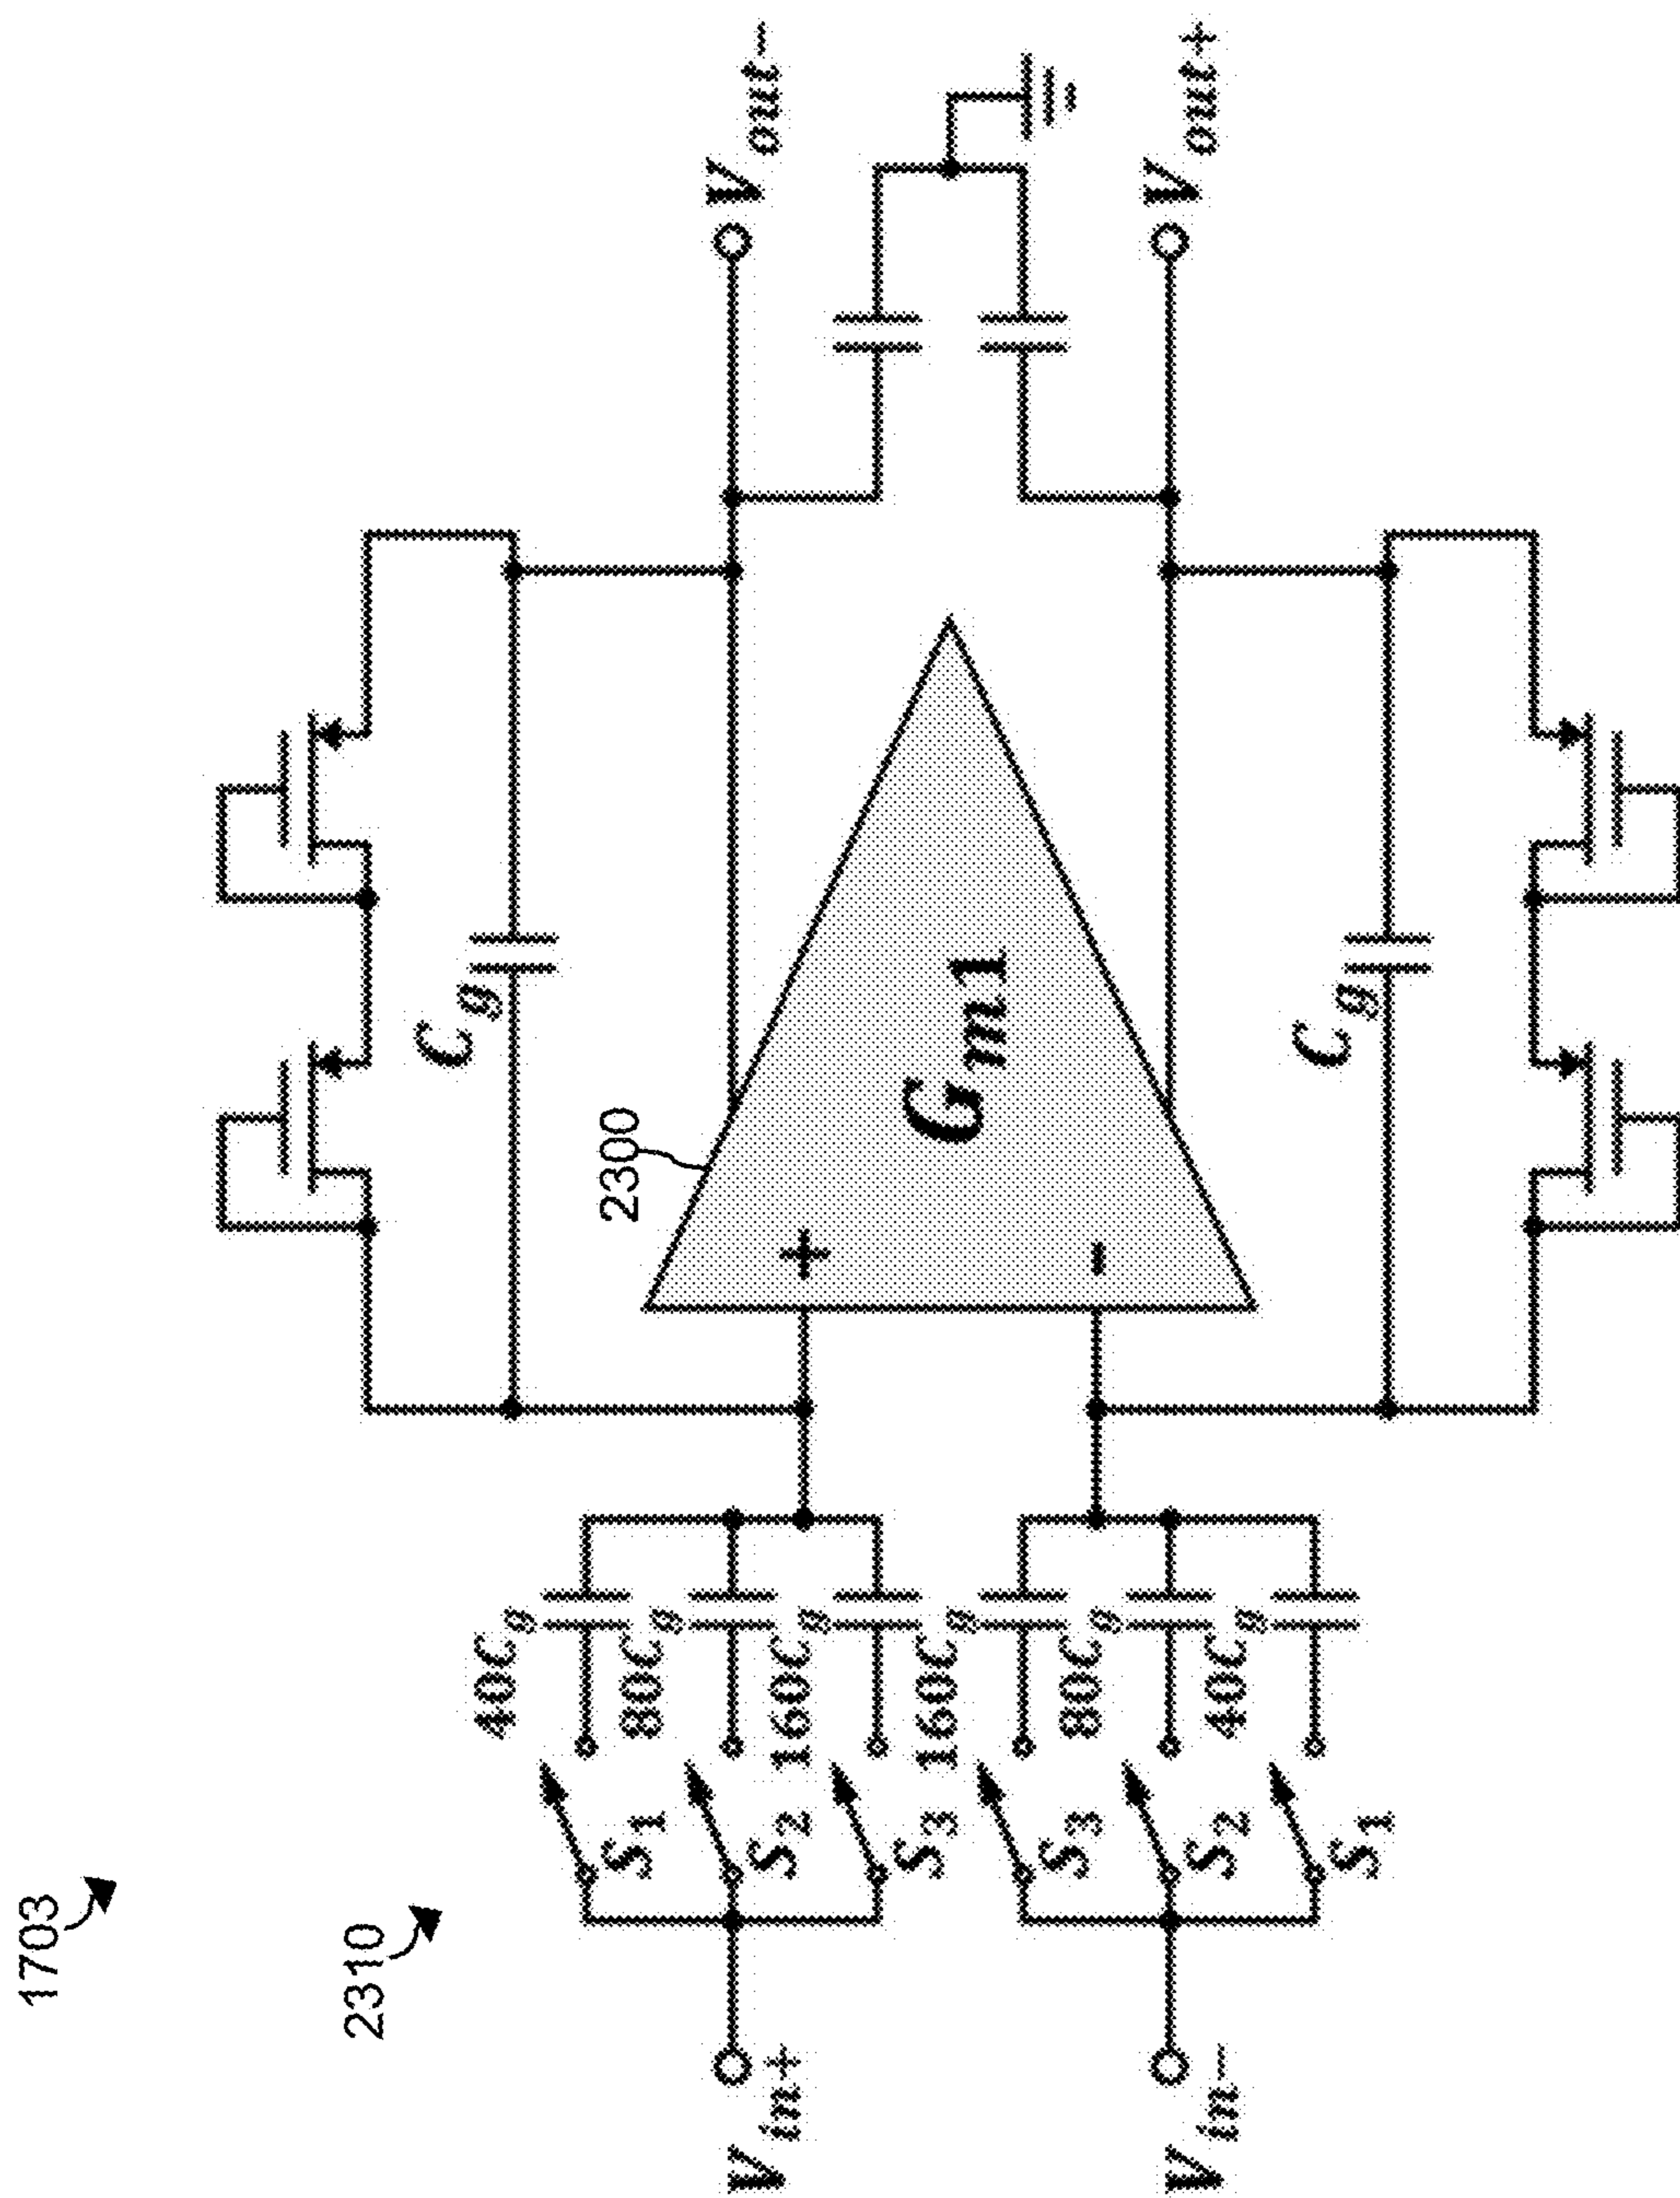 1703
2310
V_in+
V_in−
S_1
S_2
S_3
S_3
S_2
S_1
40C_g
80C_g
160C_g
160C_g
80C_g
40C_g
+
-
2300
G_m1
C_g
C_g
V_out−
V_out+